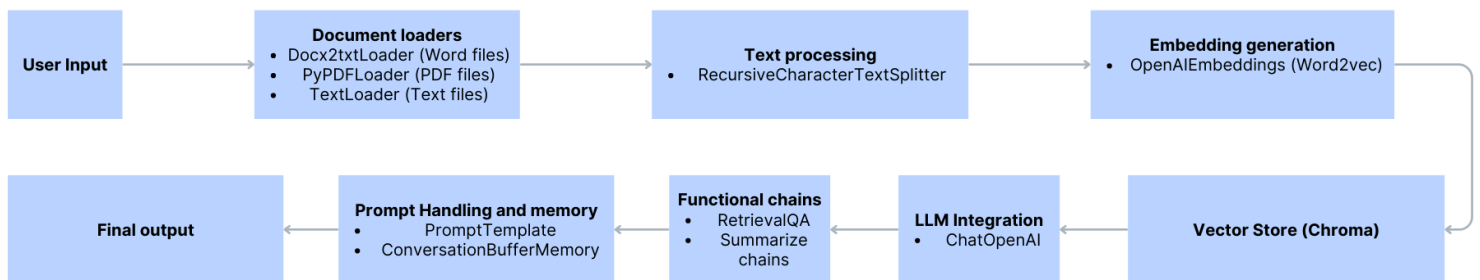 User Input
Document loaders
• Docx2txtLoader (Word files)
• PyPDFLoader (PDF files)
• TextLoader (Text files)
Text processing
• RecursiveCharacterTextSplitter
Embedding generation
• OpenAIEmbeddings (Word2vec)
Vector Store (Chroma)
LLM Integration
• ChatOpenAI
Functional chains
• RetrievalQA
• Summarize
chains
Prompt Handling and memory
• PromptTemplate
• ConversationBufferMemory
Final output